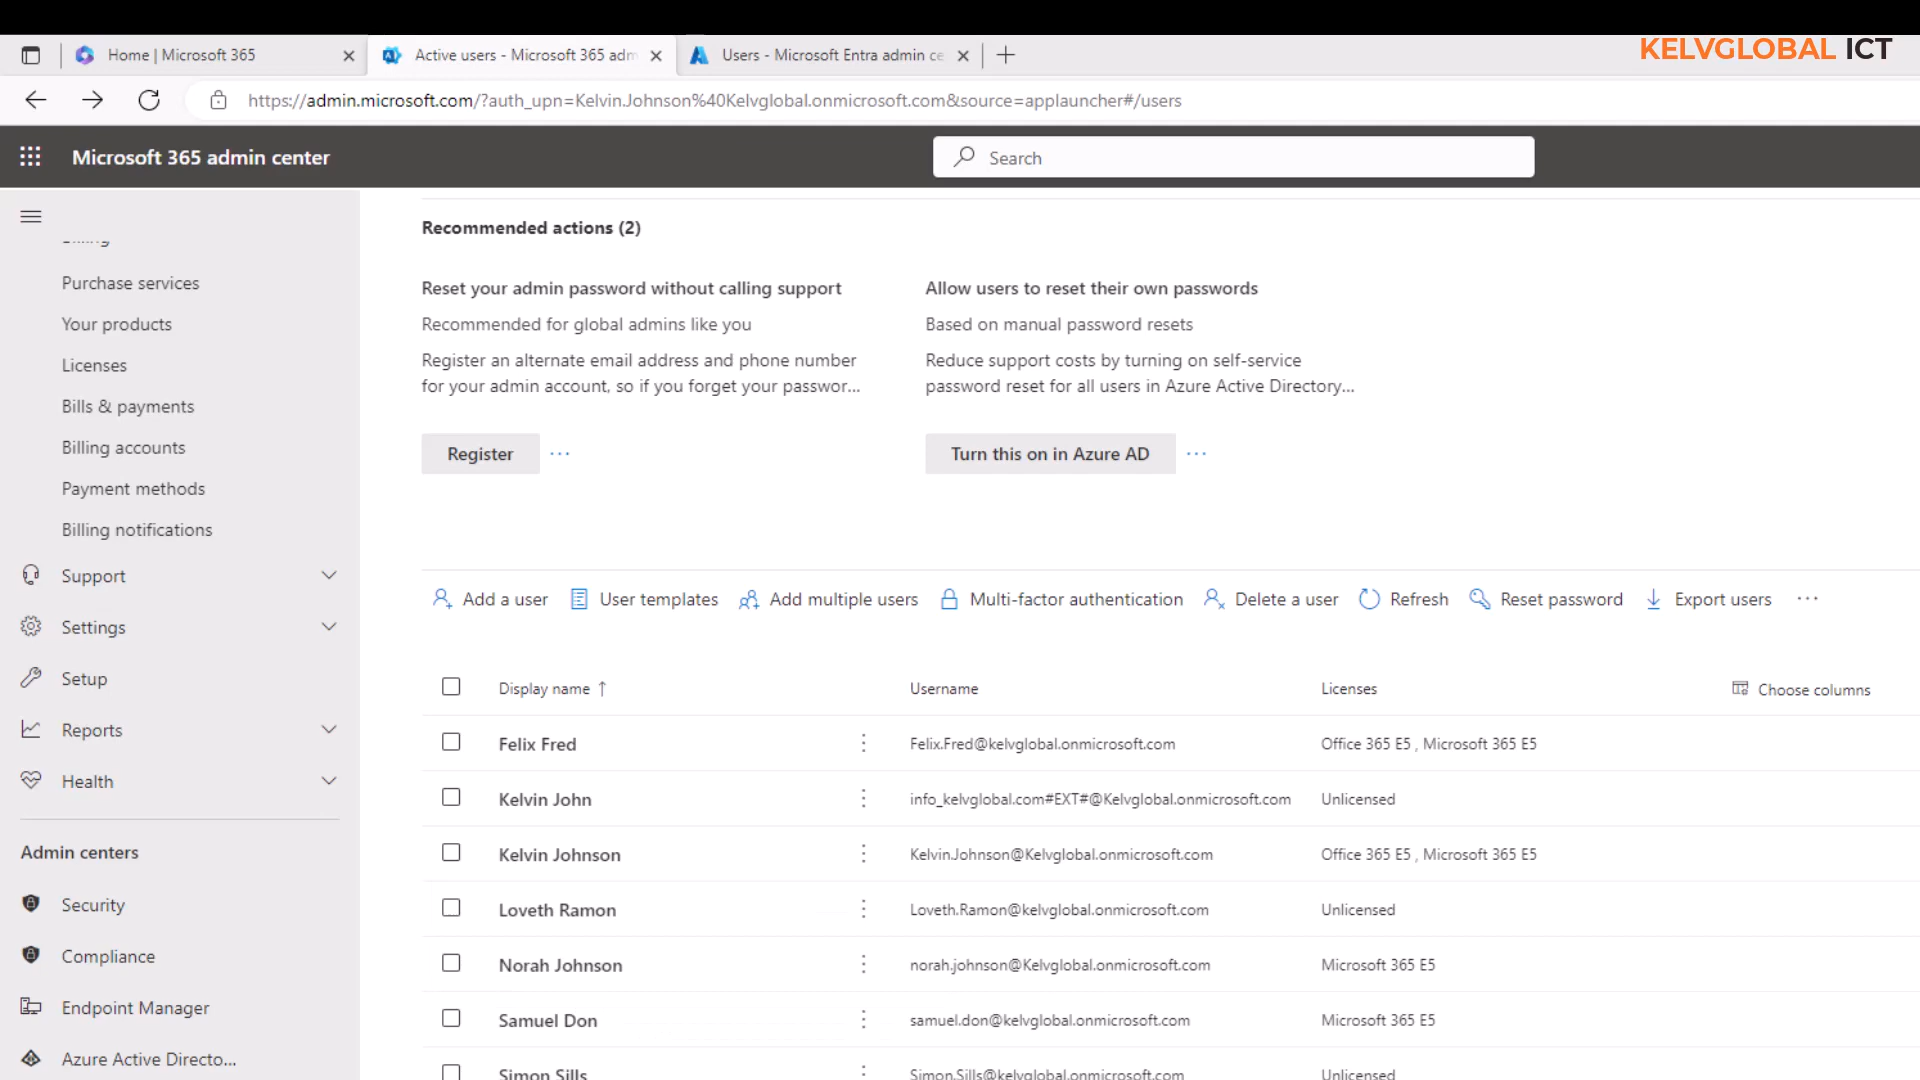 KELVGLOBAL ICT
Home | Microsoft 365
Active users - Microsoft 365 adm
Users - Microsoft Entra admin ce
https://admin.microsoft.com/?auth_upn=Kelvin.Johnson%40Kelvglobal.onmicrosoft.com&source=applauncher#/users
Microsoft 365 admin center
Search
Billing
Purchase services
Your products
Licenses
Bills & payments
Billing accounts
Payment methods
Billing notifications
Support
Settings
Setup
Reports
Health
Admin centers
Security
Compliance
Endpoint Manager
Azure Active Directo...
Recommended actions (2)
Reset your admin password without calling support
Recommended for global admins like you
Register an alternate email address and phone number
for your admin account, so if you forget your passwor...
Register
Allow users to reset their own passwords
Based on manual password resets
Reduce support costs by turning on self-service
password reset for all users in Azure Active Directory...
Turn this on in Azure AD
Add a user User templates Add multiple users Multi-factor authentication Delete a user Refresh Reset password Export users
Display name ↑ Username Licenses Choose columns
Felix Fred Felix.Fred@kelvglobal.onmicrosoft.com Office 365 E5 , Microsoft 365 E5
Kelvin John info_kelvglobal.com#EXT#@Kelvglobal.onmicrosoft.com Unlicensed
Kelvin Johnson Kelvin.Johnson@Kelvglobal.onmicrosoft.com Office 365 E5 , Microsoft 365 E5
Loveth Ramon Loveth.Ramon@kelvglobal.onmicrosoft.com Unlicensed
Norah Johnson norah.johnson@Kelvglobal.onmicrosoft.com Microsoft 365 E5
Samuel Don samuel.don@kelvglobal.onmicrosoft.com Microsoft 365 E5
Simon Sills Simon.Sills@kelvglobal.onmicrosoft.com Unlicensed